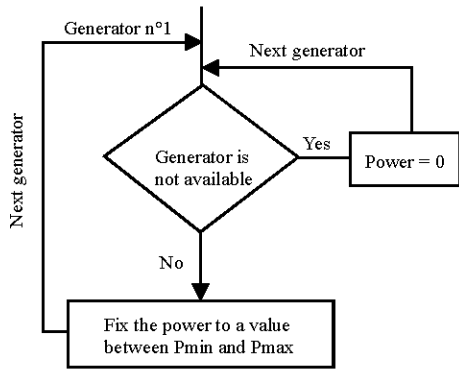 Generator n°1
Next generator
Next generator
Generator is
not available
Yes
Power = 0
No
Fix the power to a value
between Pmin and Pmax